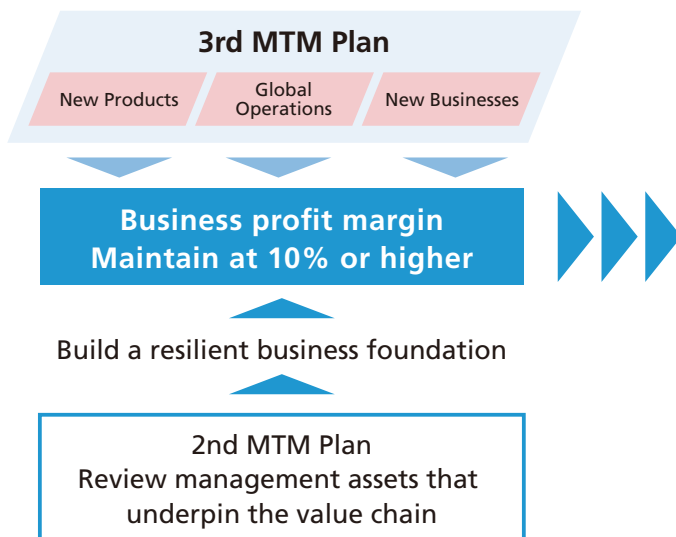 3rd MTM Plan
New Products
Global
Operations
New Businesses
Business profit margin
Maintain at 10% or higher
Build a resilient business foundation
2nd MTM Plan
Review management assets that
underpin the value chain